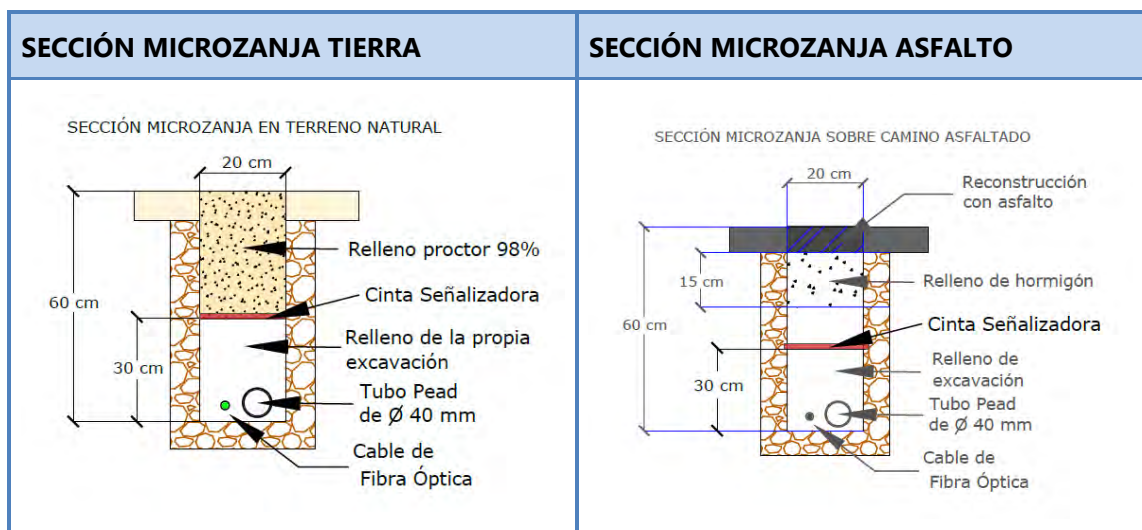 SECCIÓN MICROZANJA TIERRA
SECCIÓN MICROZANJA EN TERRENO NATURAL
20 cm
Relleno proctor 98%
Cinta Señalizadora
60 cm
Relleno de la propia
excavación
30 cm
Tubo Pead
de Ø 40 mm
Cable de
Fibra Óptica
SECCIÓN MICROZANJA ASFALTO
SECCIÓN MICROZANJA SOBRE CAMINO ASFALTADO
20 cm
Reconstrucción
con asfalto
15 cm
Relleno de hormigón
60 cm
Cinta Señalizadora
Relleno de
excavación
30 cm
Tubo Pead
de Ø 40 mm
Cable de
Fibra Óptica